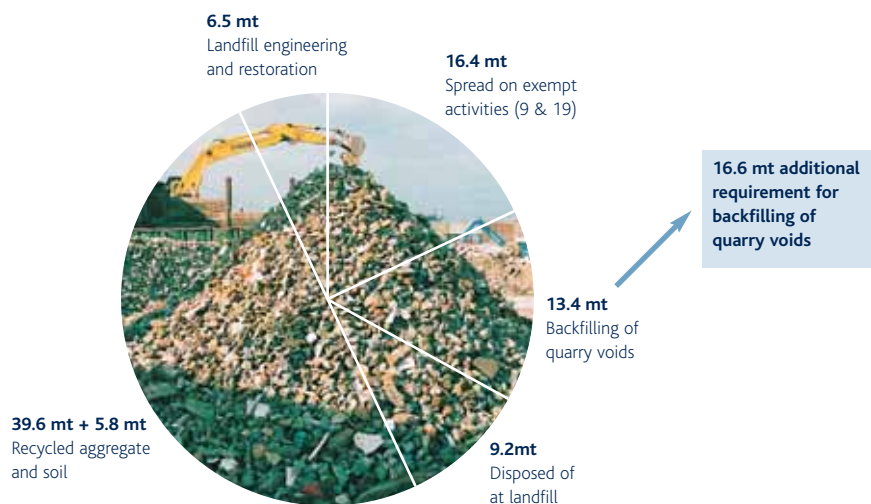 6.5 mt
Landfill engineering
and restoration
16.4 mt
Spread on exempt
activities (9 & 19)
16.6 mt additional
requirement for
backfilling of
quarry voids
13.4 mt
Backfilling of
quarry voids
39.6 mt + 5.8 mt
Recycled aggregate
and soil
9.2mt
Disposed of
at landfill